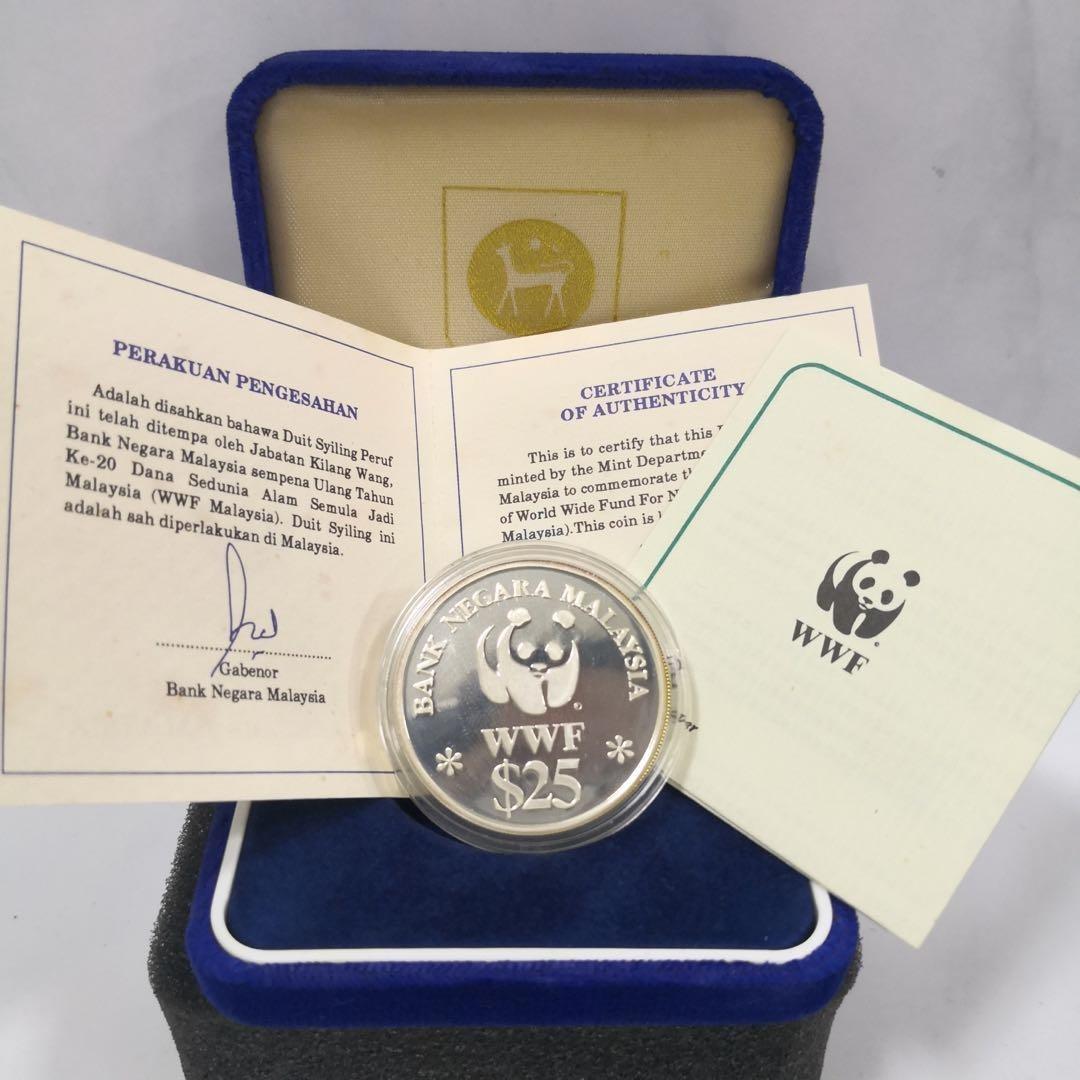 PERAKUAN PENGESAHAN
Adalah disahkan bahawa Duit Syiling Peruf
ini telah ditempa oleh Jabatan Kilang Wang,
Bank Negara Malaysia sempena Ulang Tahun
Ke-20 Dana Sedunia Alam Semula Jadi
Malaysia (WWF Malaysia). Duit Syiling ini
adalah sah diperlakukan di Malaysia.
Gabenor
Bank Negara Malaysia
CERTIFICATE
OF AUTHENTICITY
This is to certify that this
minted by the Mint Departme
Malaysia to commemorate th
of World Wide Fund For N
Malaysia).This coin is
WWF
BANK NEGARA MALAYSIA
WWF
$25